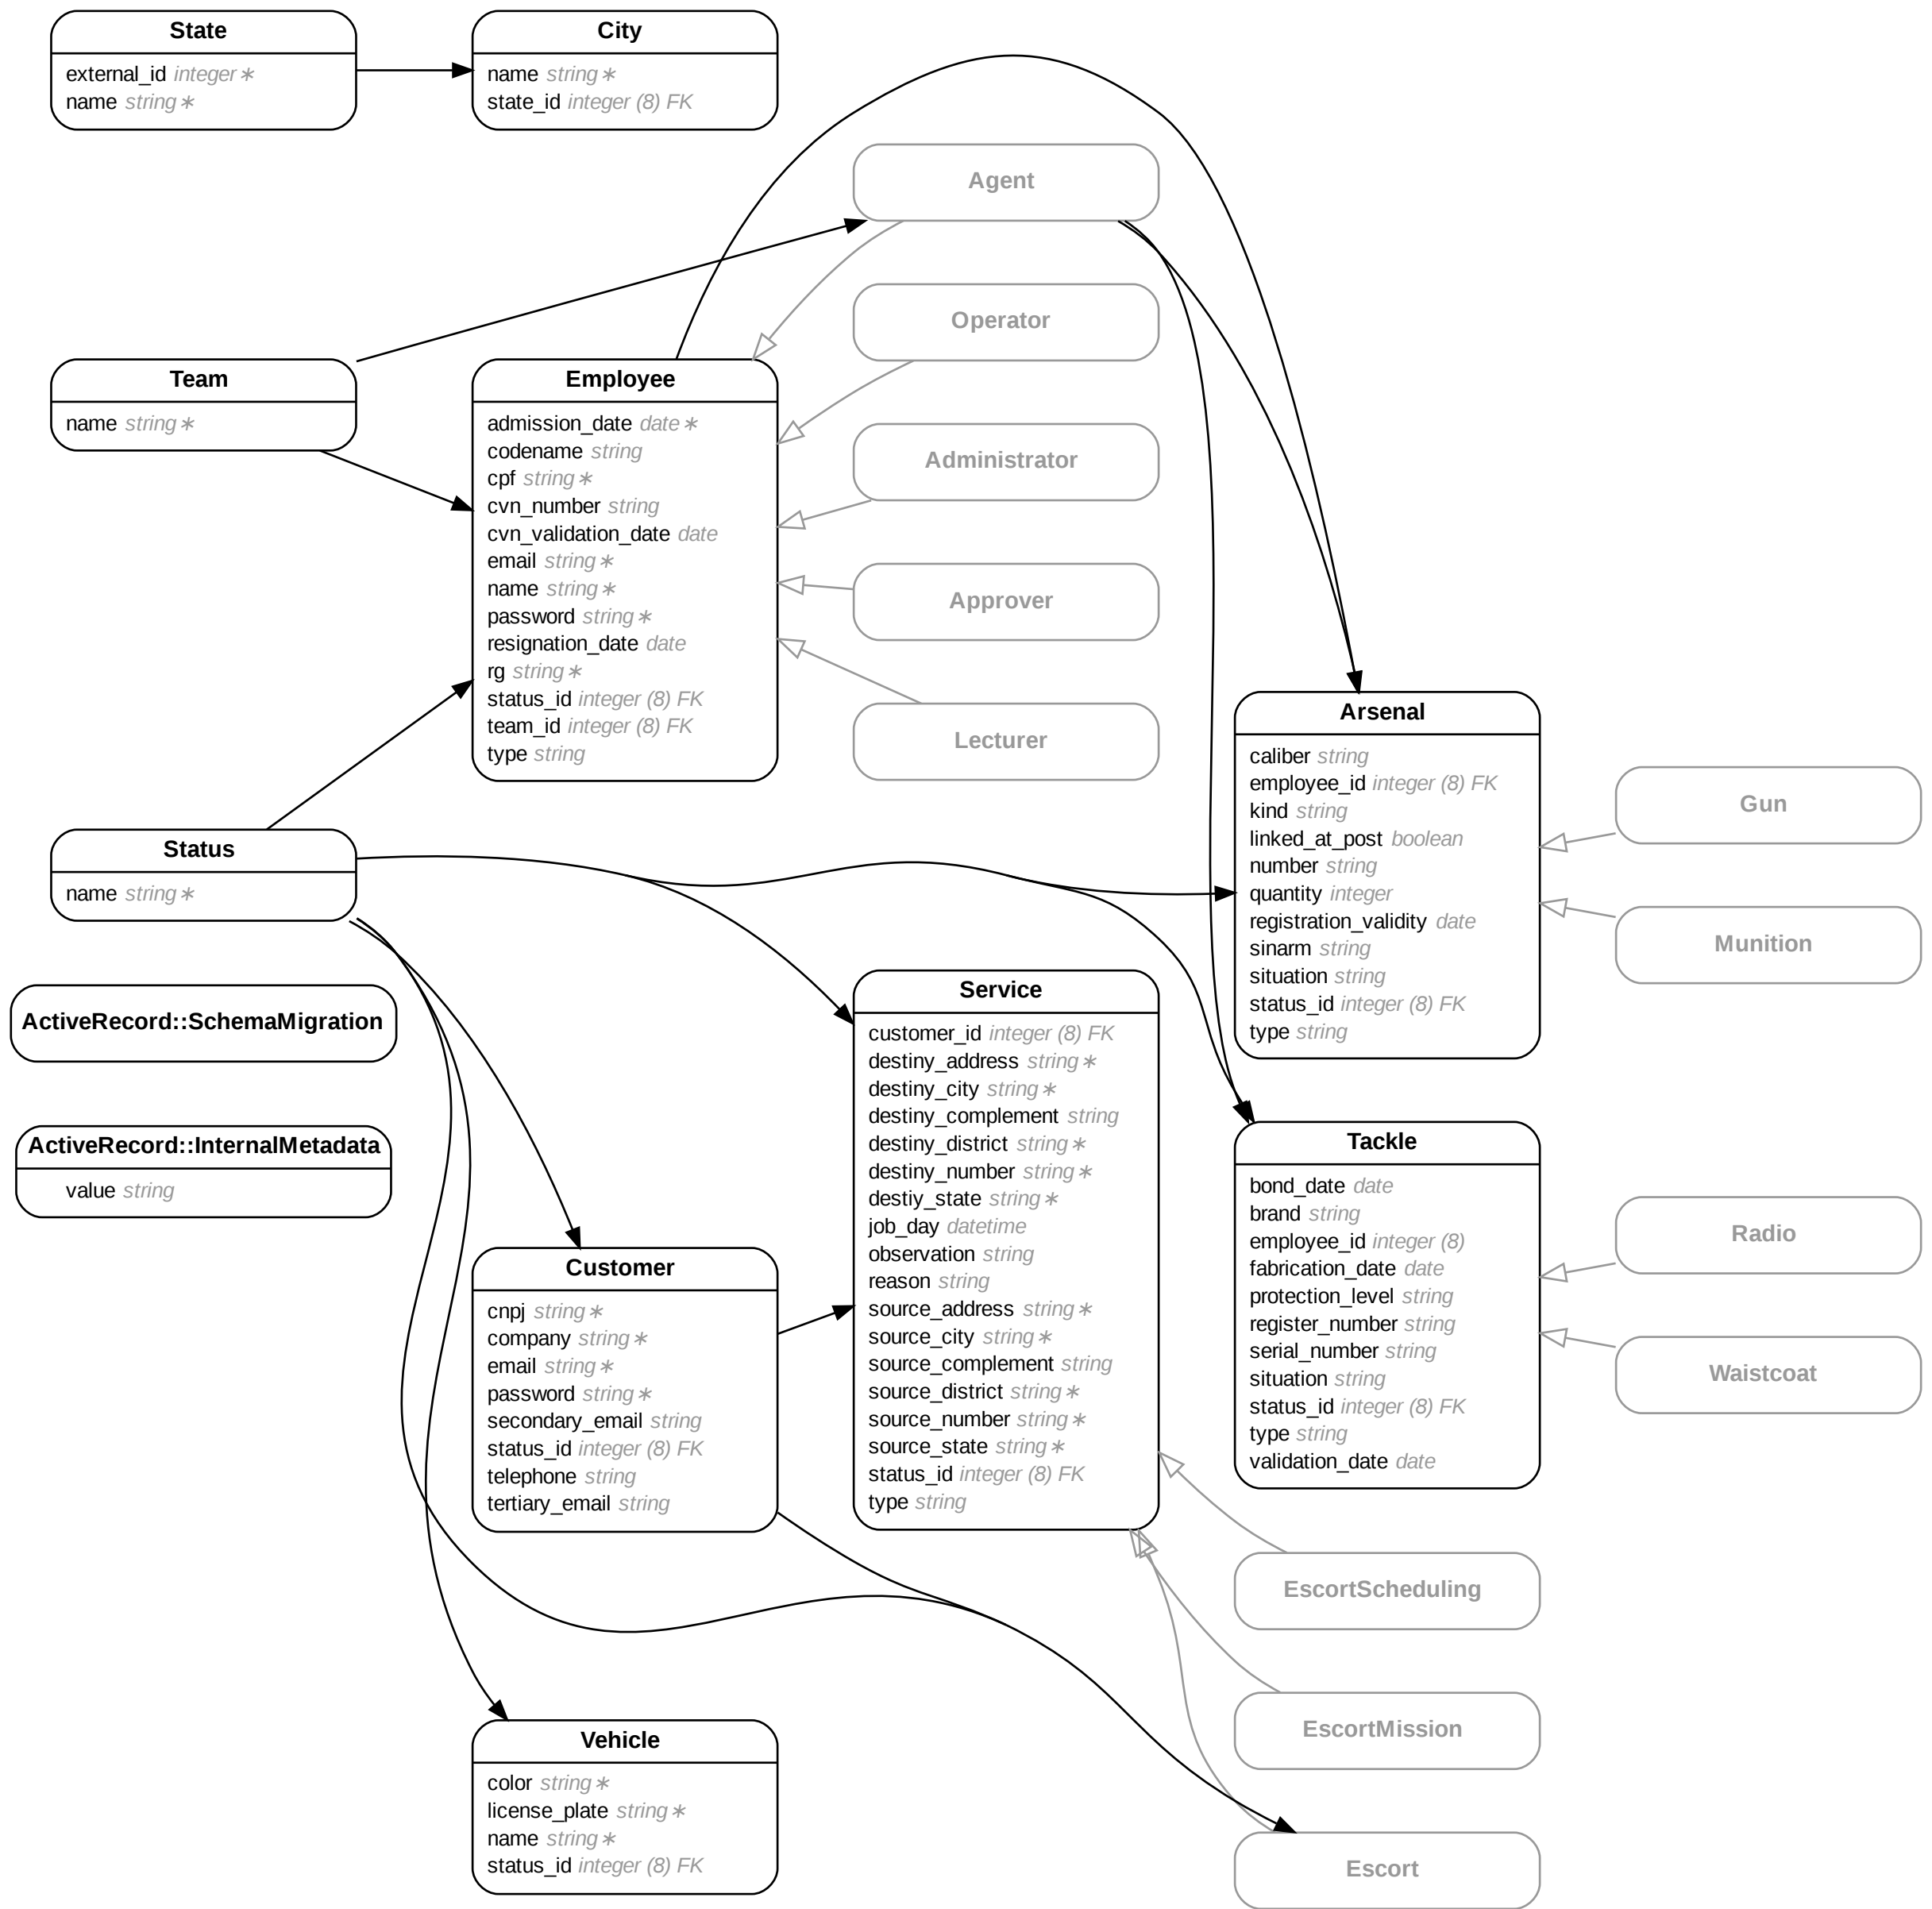 State
external_id integer ∗
name string ∗
City
name string ∗
state_id integer (8) FK
Agent
Operator
Team
name string ∗
Employee
admission_date date ∗
codename string
cpf string ∗
cvn_number string
cvn_validation_date date
email string ∗
name string ∗
password string ∗
resignation_date date
rg string ∗
status_id integer (8) FK
team_id integer (8) FK
type string
Administrator
Approver
Lecturer
Arsenal
caliber string
employee_id integer (8) FK
kind string
linked_at_post boolean
number string
quantity integer
registration_validity date
sinarm string
situation string
status_id integer (8) FK
type string
Gun
Munition
Status
name string ∗
ActiveRecord::SchemaMigration
ActiveRecord::InternalMetadata
value string
Service
customer_id integer (8) FK
destiny_address string ∗
destiny_city string ∗
destiny_complement string
destiny_district string ∗
destiny_number string ∗
destiy_state string ∗
job_day datetime
observation string
reason string
source_address string ∗
source_city string ∗
source_complement string
source_district string ∗
source_number string ∗
source_state string ∗
status_id integer (8) FK
type string
Tackle
bond_date date
brand string
employee_id integer (8)
fabrication_date date
protection_level string
register_number string
serial_number string
situation string
status_id integer (8) FK
type string
validation_date date
Radio
Waistcoat
Customer
cnpj string ∗
company string ∗
email string ∗
password string ∗
secondary_email string
status_id integer (8) FK
telephone string
tertiary_email string
EscortScheduling
EscortMission
Escort
Vehicle
color string ∗
license_plate string ∗
name string ∗
status_id integer (8) FK